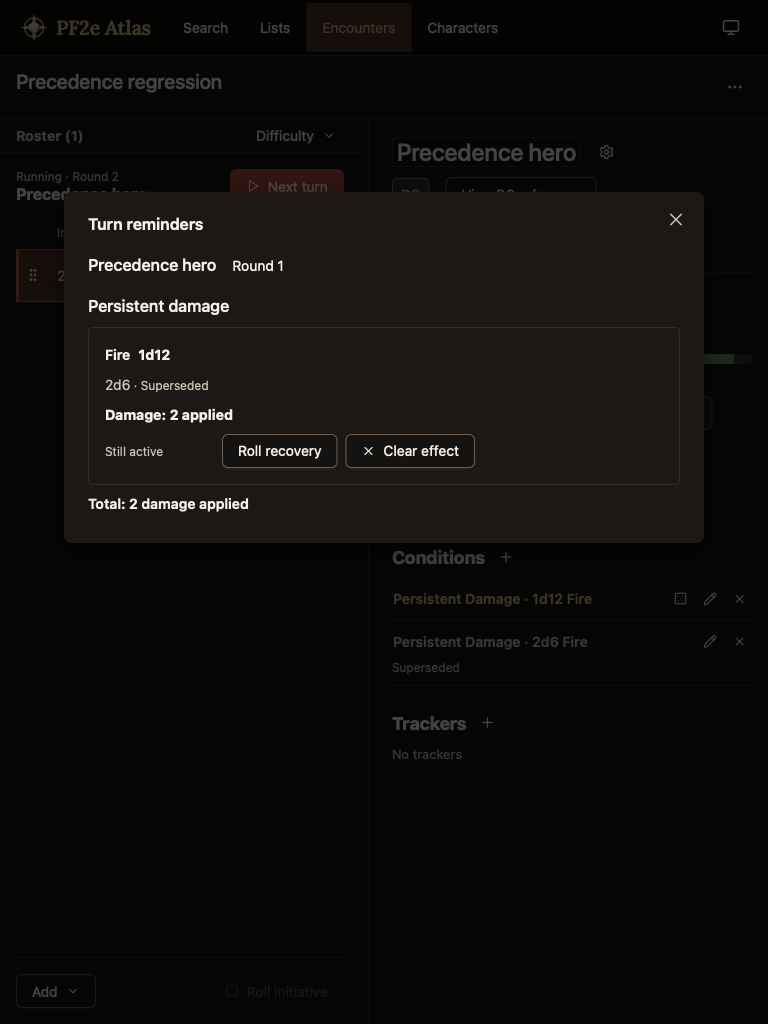 PF2e Atlas Search Lists Encounters Characters
Precedence regression
Roster (1) Difficulty
Running · Round 2
Precedence hero
Next turn
Precedence hero
Turn reminders
Precedence hero Round 1
Persistent damage
Fire 1d12
2d6 · Superseded
Damage: 2 applied
Still active Roll recovery Clear effect
Total: 2 damage applied
Conditions
Persistent Damage · 1d12 Fire
Persistent Damage · 2d6 Fire
Superseded
Trackers
No trackers
Add Roll initiative